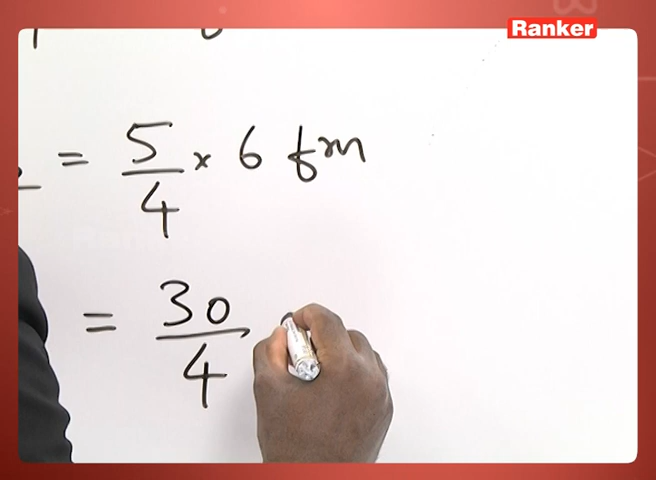 Ranker
= 5/4 × 6 fm
= 30/4